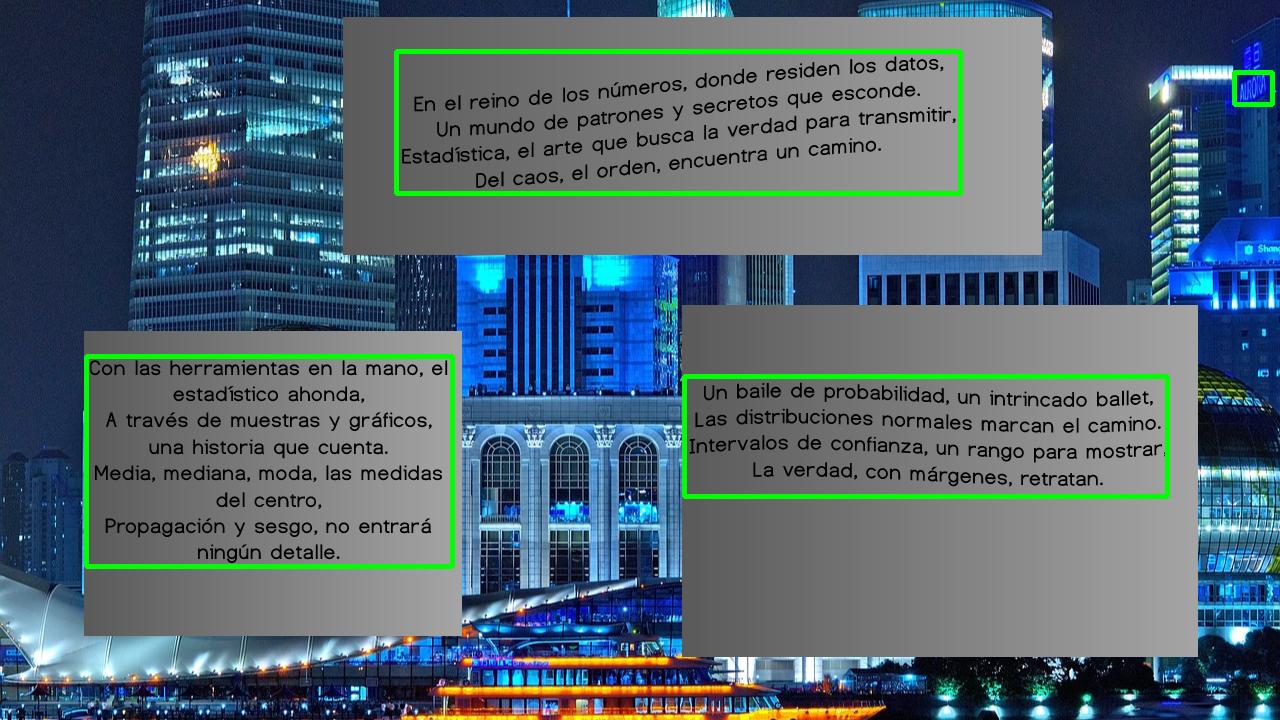 En el reino de los números, donde residen los datos,
Un mundo de patrones y secretos que esconde.
Estadística, el arte que busca la verdad para transmitir,
Del caos, el orden, encuentra un camino.
AURORA
Con las herramientas en la mano, el
estadístico ahonda,
A través de muestras y gráficos,
una historia que cuenta.
Media, mediana, moda, las medidas
del centro,
Propagación y sesgo, no entrará
ningún detalle.
Un baile de probabilidad, un intrincado ballet,
Las distribuciones normales marcan el camino.
Intervalos de confianza, un rango para mostrar,
La verdad, con márgenes, retratan.